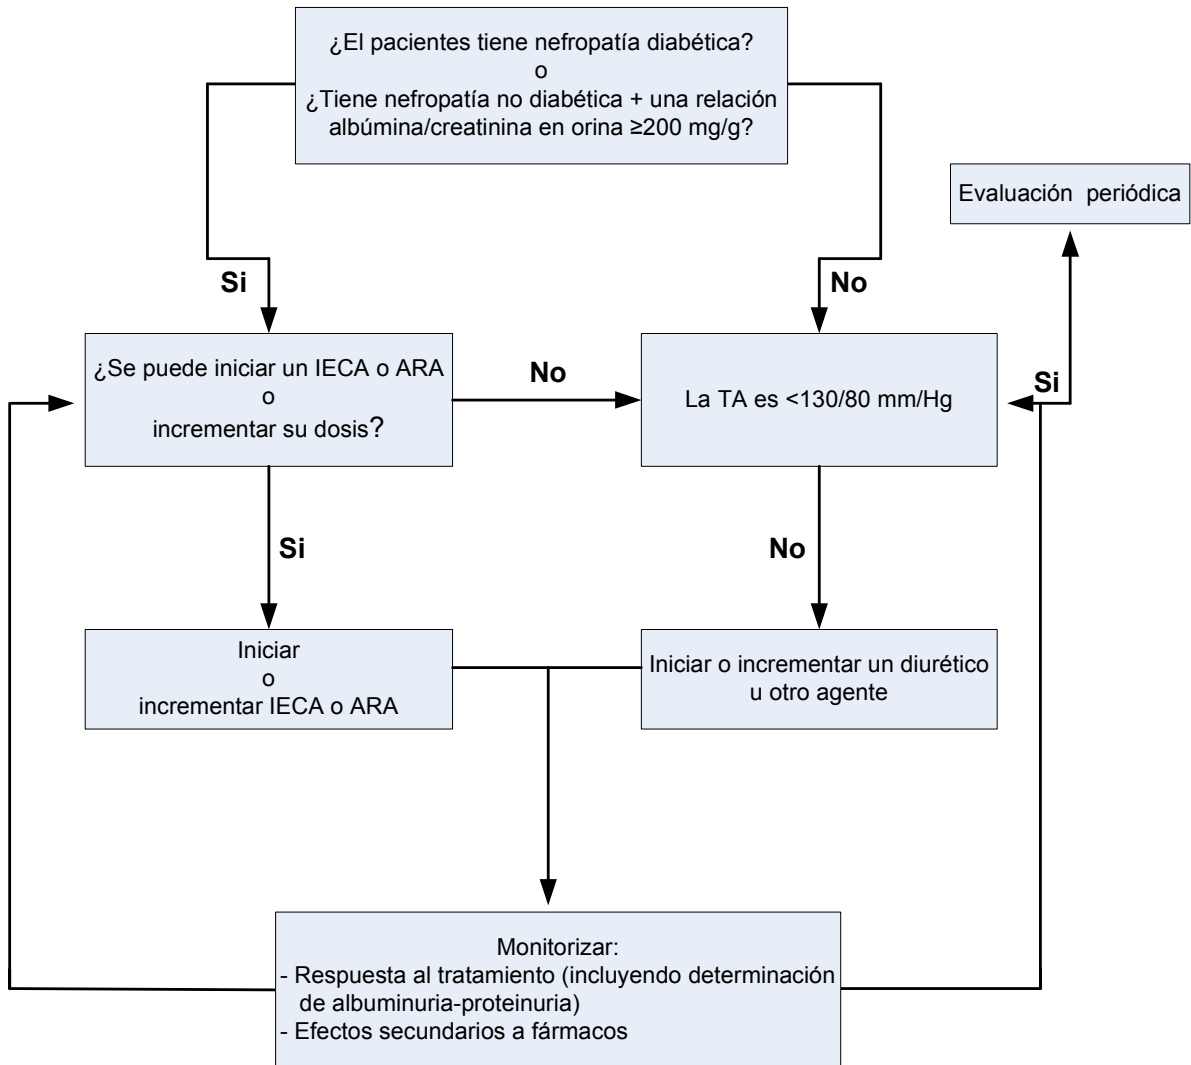 ¿El pacientes tiene nefropatía diabética?
o
¿Tiene nefropatía no diabética + una relación
albúmina/creatinina en orina ≥200 mg/g?
Evaluación periódica
Si
No
¿Se puede iniciar un IECA o ARA
o
incrementar su dosis?
No
La TA es <130/80 mm/Hg
Si
Si
No
Iniciar
o
incrementar IECA o ARA
Iniciar o incrementar un diurético
u otro agente
Monitorizar:
- Respuesta al tratamiento (incluyendo determinación
de albuminuria-proteinuria)
- Efectos secundarios a fármacos